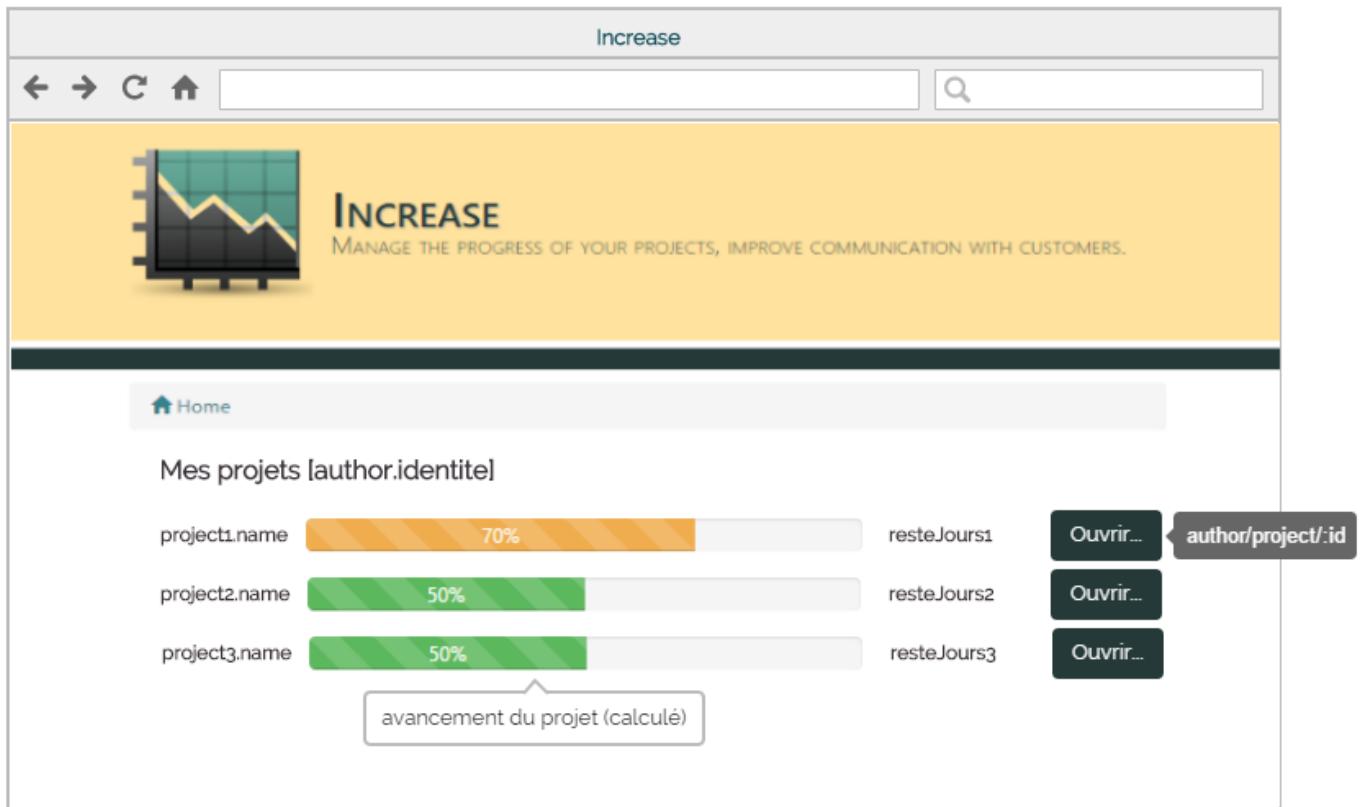 Increase
INCREASE
MANAGE THE PROGRESS OF YOUR PROJECTS, IMPROVE COMMUNICATION WITH CUSTOMERS.
Home
Mes projets [author.identite]
project1.name 70% resteJours1 Ouvrir... author/project/:id
project2.name 50% resteJours2 Ouvrir...
project3.name 50% resteJours3 Ouvrir...
avancement du projet (calculé)